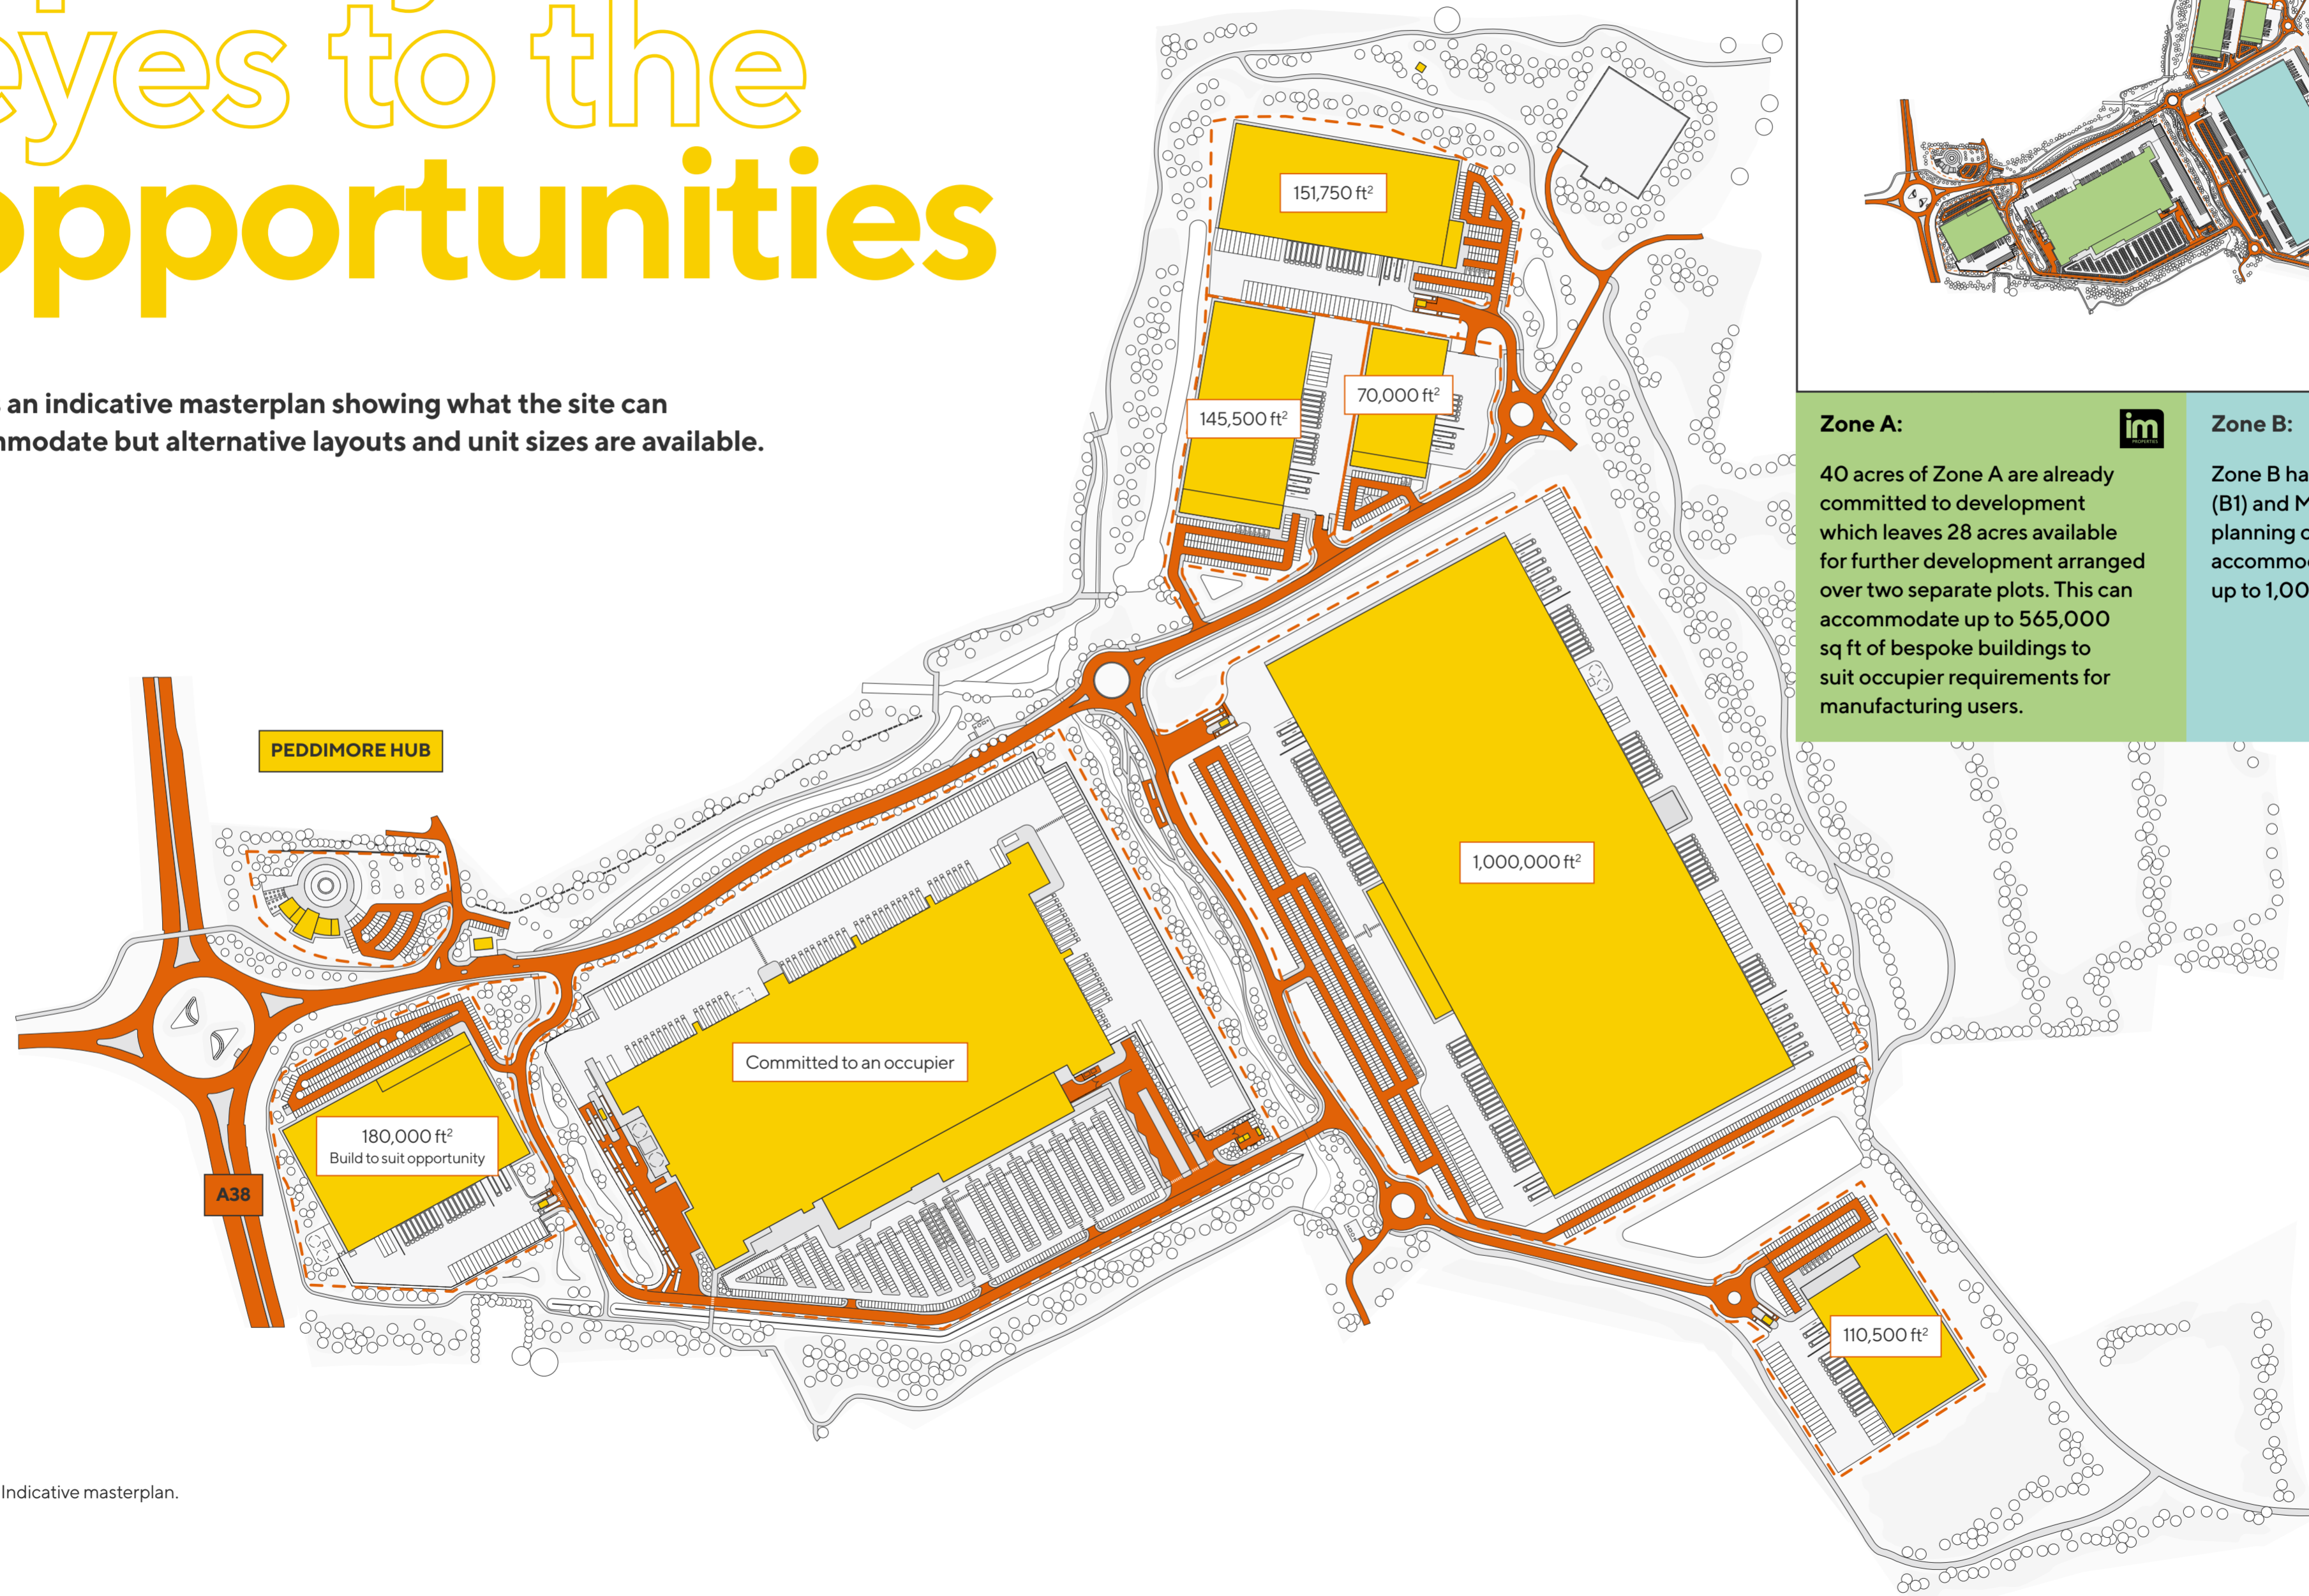 eyes to the
opportunities
an indicative masterplan showing what the site can
modate but alternative layouts and unit sizes are available.
151,750 ft²
145,500 ft²
70,000 ft²
1,000,000 ft²
PEDDIMORE HUB
Committed to an occupier
180,000 ft²
Build to suit opportunity
A38
110,500 ft²
Indicative masterplan.
Zone A:
im
PROPERTIES
40 acres of Zone A are already
committed to development
which leaves 28 acres available
for further development arranged
over two separate plots. This can
accommodate up to 565,000
sq ft of bespoke buildings to
suit occupier requirements for
manufacturing users.
Zone B:
Zone B ha
(B1) and M
planning
accommo
up to 1,00